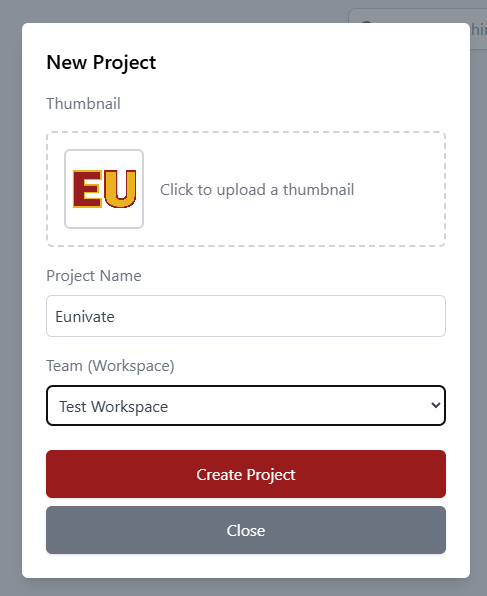 New Project
Thumbnail
EU
Click to upload a thumbnail
Project Name
Eunivate
Team (Workspace)
Test Workspace
Create Project
Close